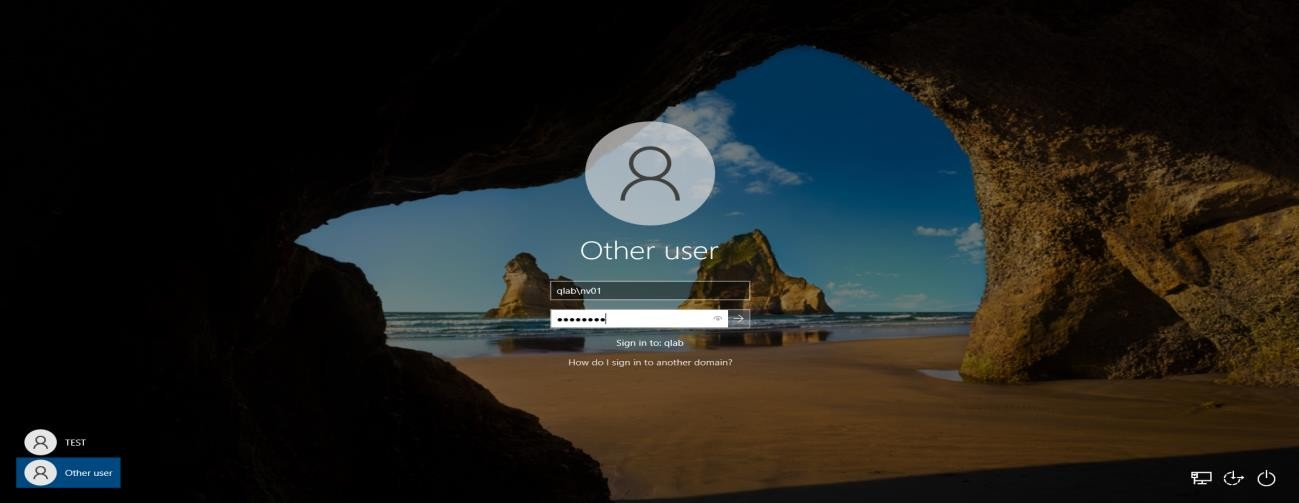 Other user
qlab\nv01
Sign in to: qlab
How do I sign in to another domain?
TEST
Other user